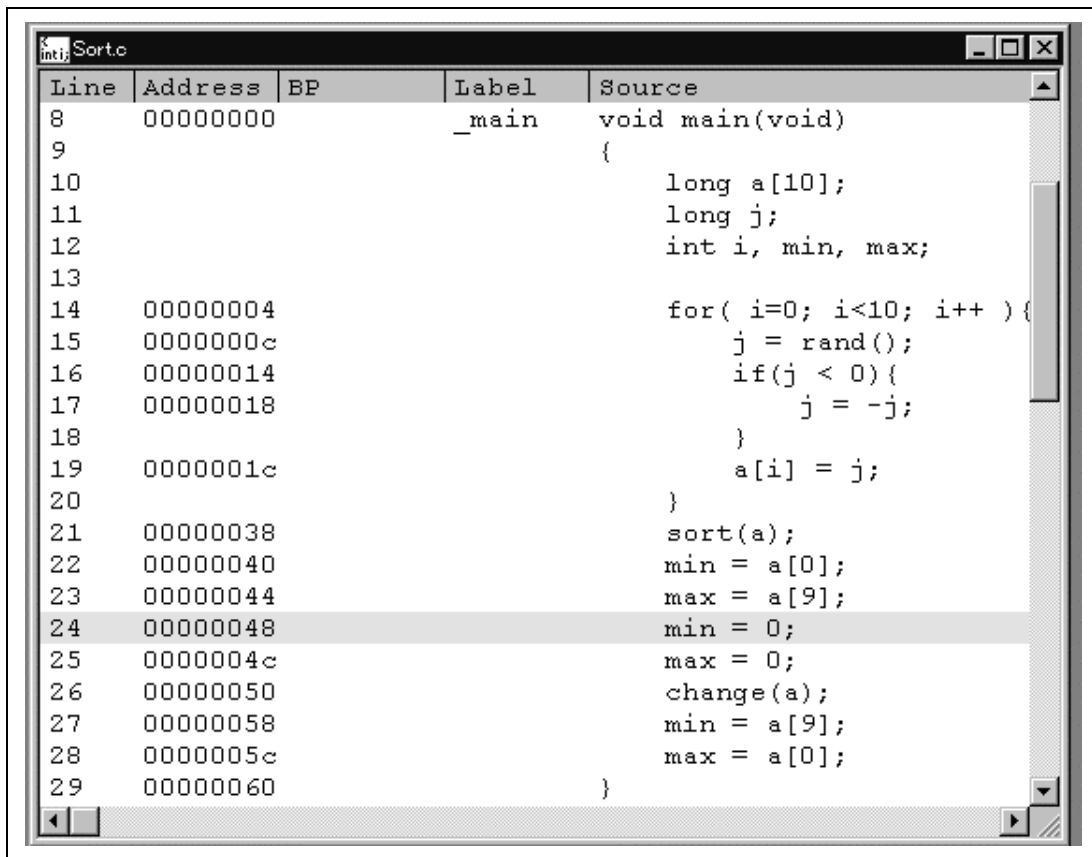 int i; Sort.c
Line Address BP Label Source
8 00000000 _main void main(void)
9 {
10 long a[10];
11 long j;
12 int i, min, max;
13
14 00000004 for( i=0; i<10; i++ ){
15 0000000c j = rand();
16 00000014 if(j < 0){
17 00000018 j = -j;
18 }
19 0000001c a[i] = j;
20 }
21 00000038 sort(a);
22 00000040 min = a[0];
23 00000044 max = a[9];
24 00000048 min = 0;
25 0000004c max = 0;
26 00000050 change(a);
27 00000058 min = a[9];
28 0000005c max = a[0];
29 00000060 }